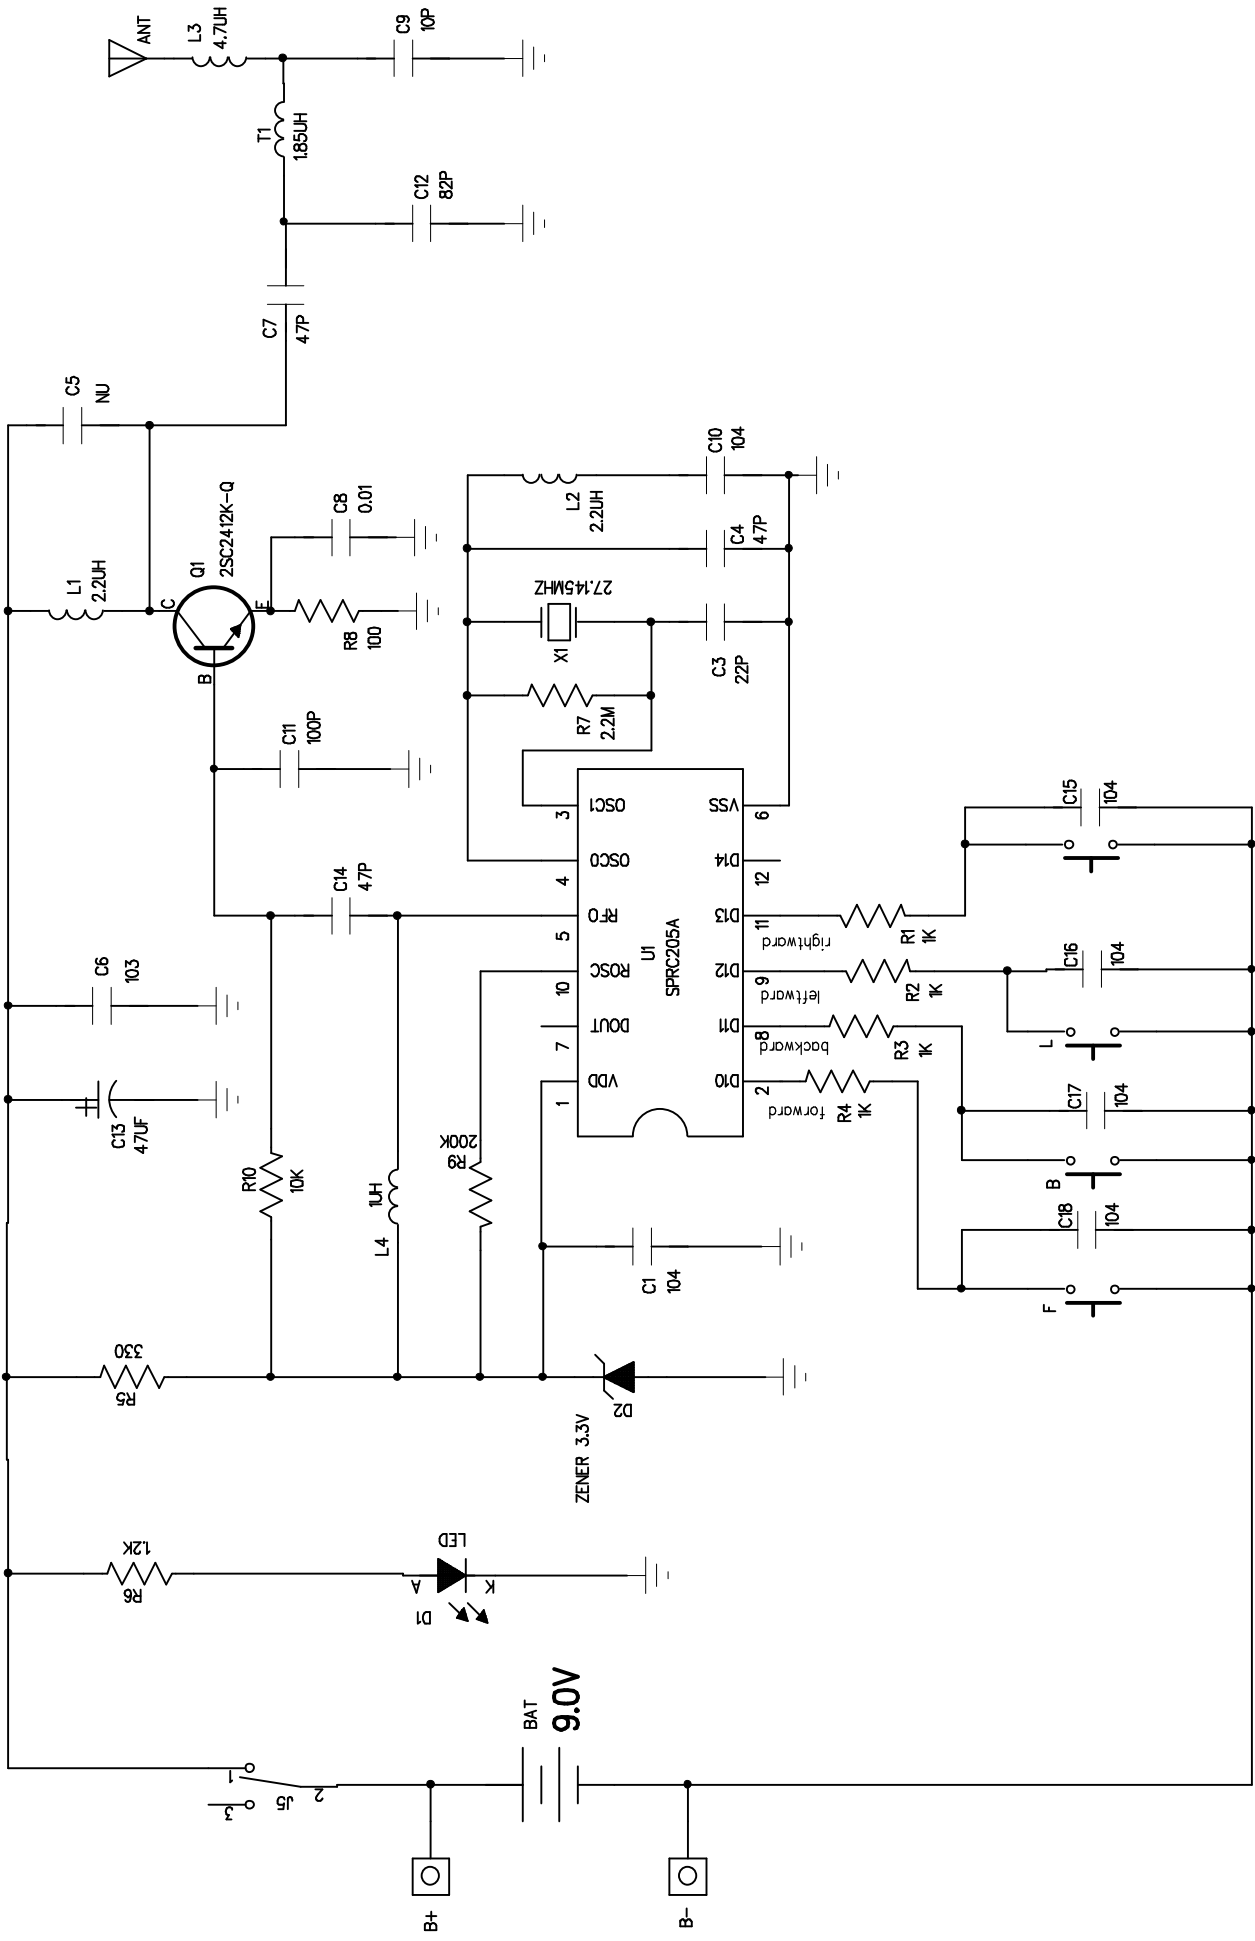 ANT
L3
4.7UH
C9
10P
T1
1.85UH
C12
82P
C7
47P
C5
NU
L1
2.2UH
C
Q1
2SC2412K-Q
E
B
C8
0.01
R8
100
C11
100P
L2
2.2UH
C10
104
C4
47P
27.145MHZ
X1
C3
22P
R7
2.2M
C14
47P
C6
103
C13
47UF
R10
10K
1UH
L4
200K
R9
3
OSC1
4
OSC0
5
RFO
10
ROSC
7
DOUT
1
VDD
U1
SPRC205A
VSS
6
D14
12
D13
11
D12
9
D11
8
D10
2
rightward
leftward
backward
forward
R1
1K
R2
1K
R3
1K
R4
1K
C15
104
C16
104
L
C17
104
B
C18
104
F
C1
104
330
R5
D2
ZENER 3.3V
1.2K
R6
LED
A
K
D1
BAT
9.0V
1
2
3
J5
B+
B-